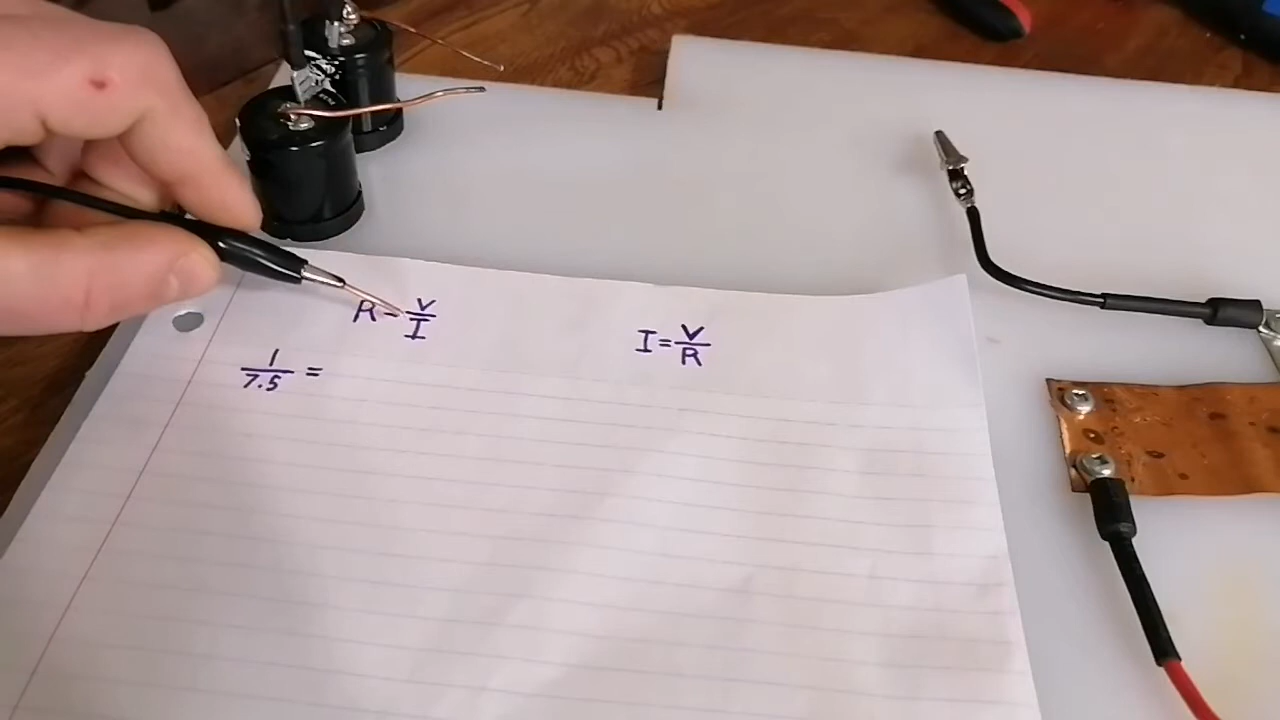 R = V/I
I = V/R
1/7.5 =